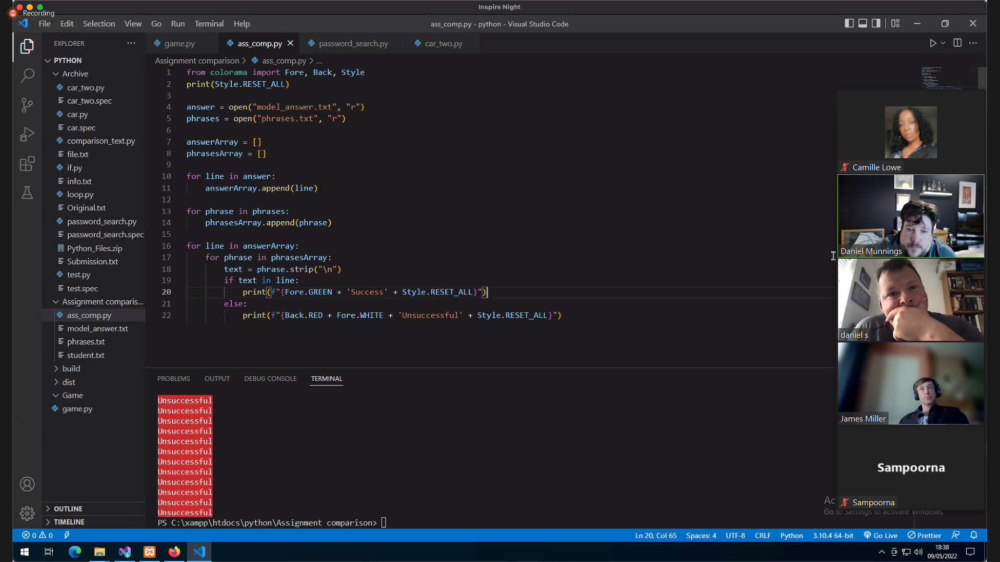 Inspire Night
Recording
File Edit Selection View Go Run Terminal Help
ass_comp.py - python - Visual Studio Code
EXPLORER
PYTHON
Archive
car_two.py
car_two.spec
car.py
car.spec
comparison_text.py
file.txt
if.py
info.txt
loop.py
Original.txt
password_search.py
password_search.spec
Python_Files.zip
Submission.txt
test.py
test.spec
Assignment comparis...
ass_comp.py
model_answer.txt
phrases.txt
student.txt
build
dist
Game
game.py
OUTLINE
TIMELINE
game.py ass_comp.py password_search.py car_two.py
Assignment comparison > ass_comp.py > ...
1 from colorama import Fore, Back, Style
2 print(Style.RESET_ALL)
3
4 answer = open("model_answer.txt", "r")
5 phrases = open("phrases.txt", "r")
6
7 answerArray = []
8 phrasesArray = []
9
10 for line in answer:
11 answerArray.append(line)
12
13 for phrase in phrases:
14 phrasesArray.append(phrase)
15
16 for line in answerArray:
17 for phrase in phrasesArray:
18 text = phrase.strip("\n")
19 if text in line:
20 print(f"{Fore.GREEN + 'Success' + Style.RESET_ALL}")
21 else:
22 print(f"{Back.RED + Fore.WHITE + 'Unsuccessful' + Style.RESET_ALL}")
PROBLEMS OUTPUT DEBUG CONSOLE TERMINAL
Unsuccessful
Unsuccessful
Unsuccessful
Unsuccessful
Unsuccessful
Unsuccessful
Unsuccessful
Unsuccessful
Unsuccessful
Unsuccessful
Unsuccessful
Unsuccessful
PS C:\xampp\htdocs\python\Assignment comparison>
Camille Lowe
Daniel Munnings
daniel s
James Miller
Sampoorna
Sampoorna
Ac
Go to Settings to activate Windows.
0 0
Ln 20, Col 65 Spaces: 4 UTF-8 CRLF Python 3.10.4 64-bit Go Live Prettier
18:38
09/05/2022